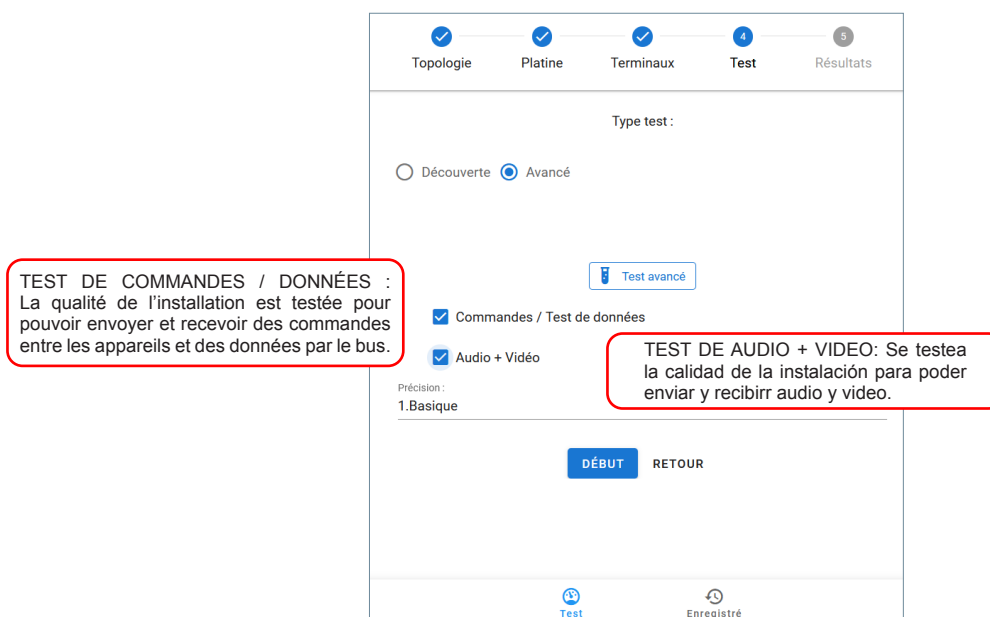 4
5
Topologie
Platine
Terminaux
Test
Résultats
Type test :
Découverte
Avancé
Test avancé
TEST DE COMMANDES / DONNÉES :
La qualité de l'installation est testée pour
pouvoir envoyer et recevoir des commandes
entre les appareils et des données par le bus.
Commandes / Test de données
Audio + Vidéo
TEST DE AUDIO + VIDEO: Se testea
la calidad de la instalación para poder
enviar y recibirr audio y video.
Précision :
1.Basique
DÉBUT
RETOUR
Test
Enregistré